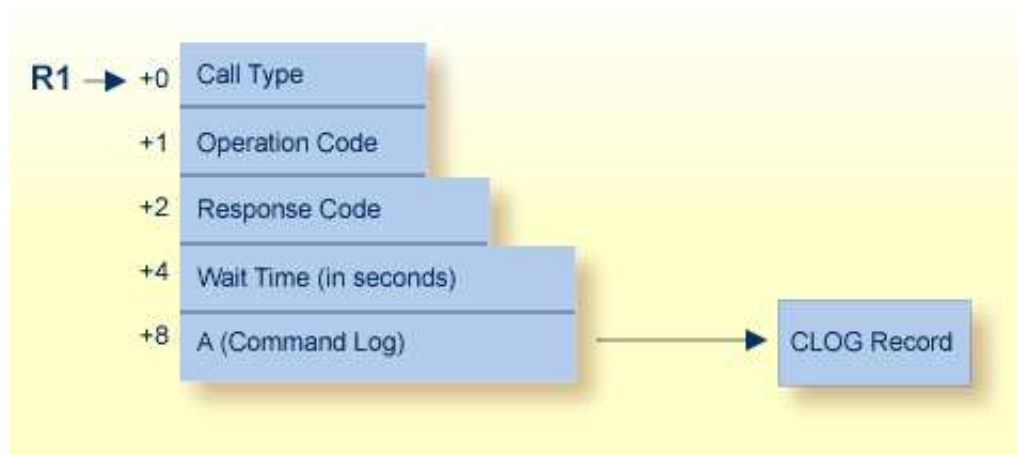 R1 +0 Call Type
+1 Operation Code
+2 Response Code
+4 Wait Time (in seconds)
+8 A (Command Log) CLOG Record